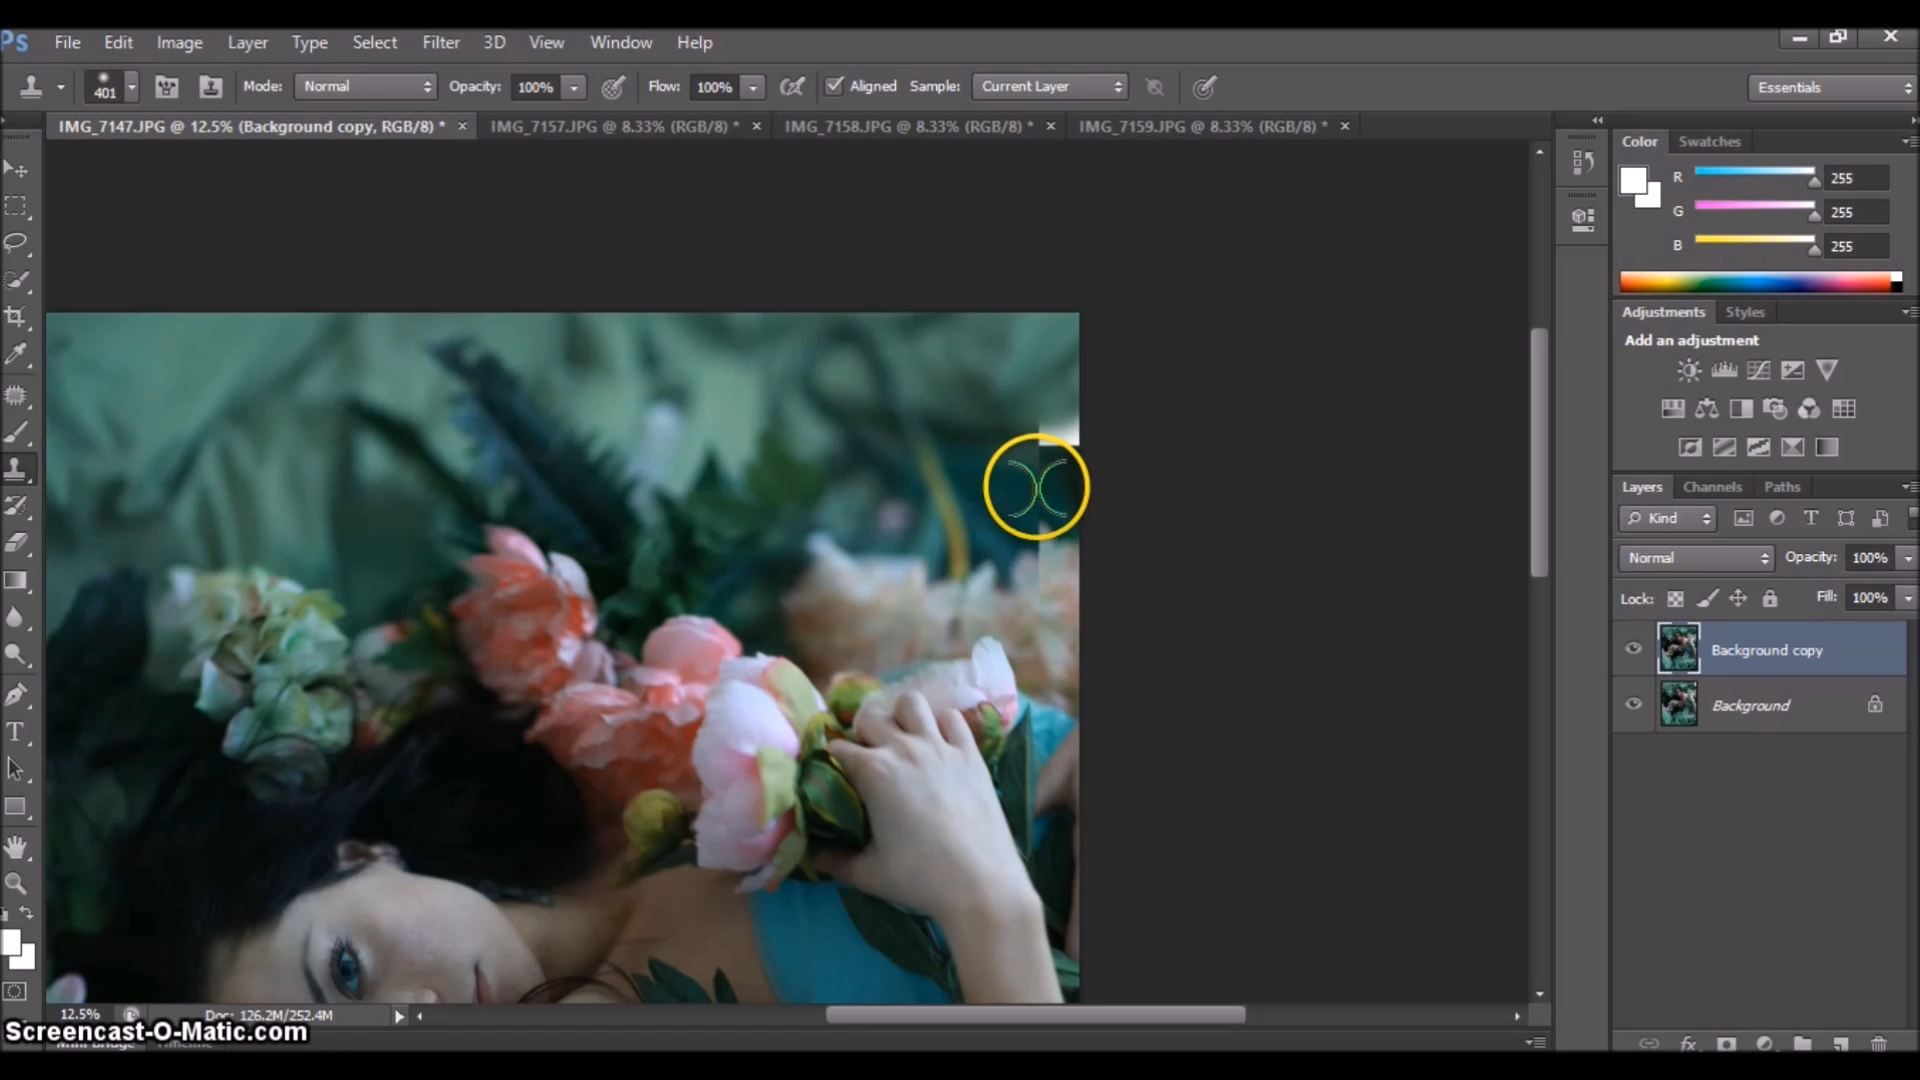 Ps File Edit Image Layer Type Select Filter 3D View Window Help
401 Mode: Normal Opacity: 100% Flow: 100% Aligned Sample: Current Layer Essentials
IMG_7147.JPG @ 12.5% (Background copy, RGB/8) * × IMG_7157.JPG @ 8.33% (RGB/8) * × IMG_7158.JPG @ 8.33% (RGB/8) * × IMG_7159.JPG @ 8.33% (RGB/8) * ×
Color Swatches
R 255
G 255
B 255
Adjustments Styles
Add an adjustment
Layers Channels Paths
Kind
Normal Opacity: 100%
Lock: Fill: 100%
Background copy
Background
12.5% Doc: 126.2M/252.4M
Screencast-O-Matic.com
Mini Bridge Timeline